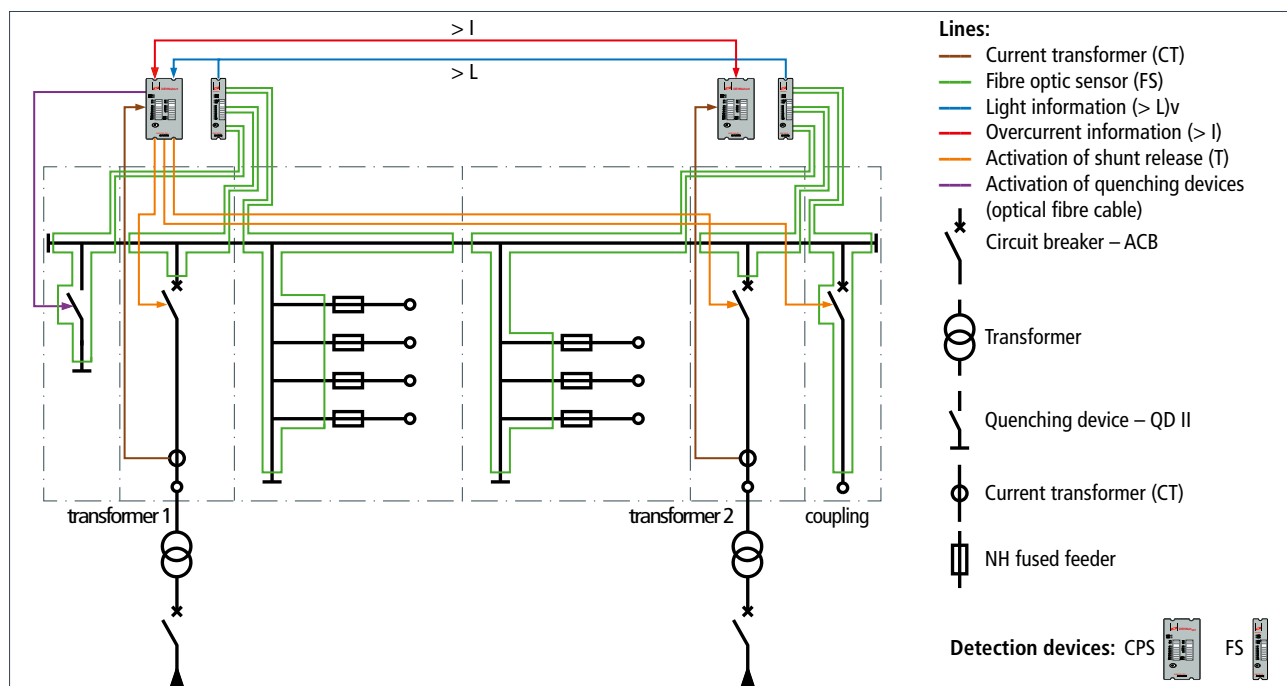 > I
> L
transformer 1
transformer 2
coupling
Lines:
Current transformer (CT)
Fibre optic sensor (FS)
Light information (> L)v
Overcurrent information (> I)
Activation of shunt release (T)
Activation of quenching devices
(optical fibre cable)
Circuit breaker – ACB
Transformer
Quenching device – QD II
Current transformer (CT)
NH fused feeder
Detection devices: CPS FS